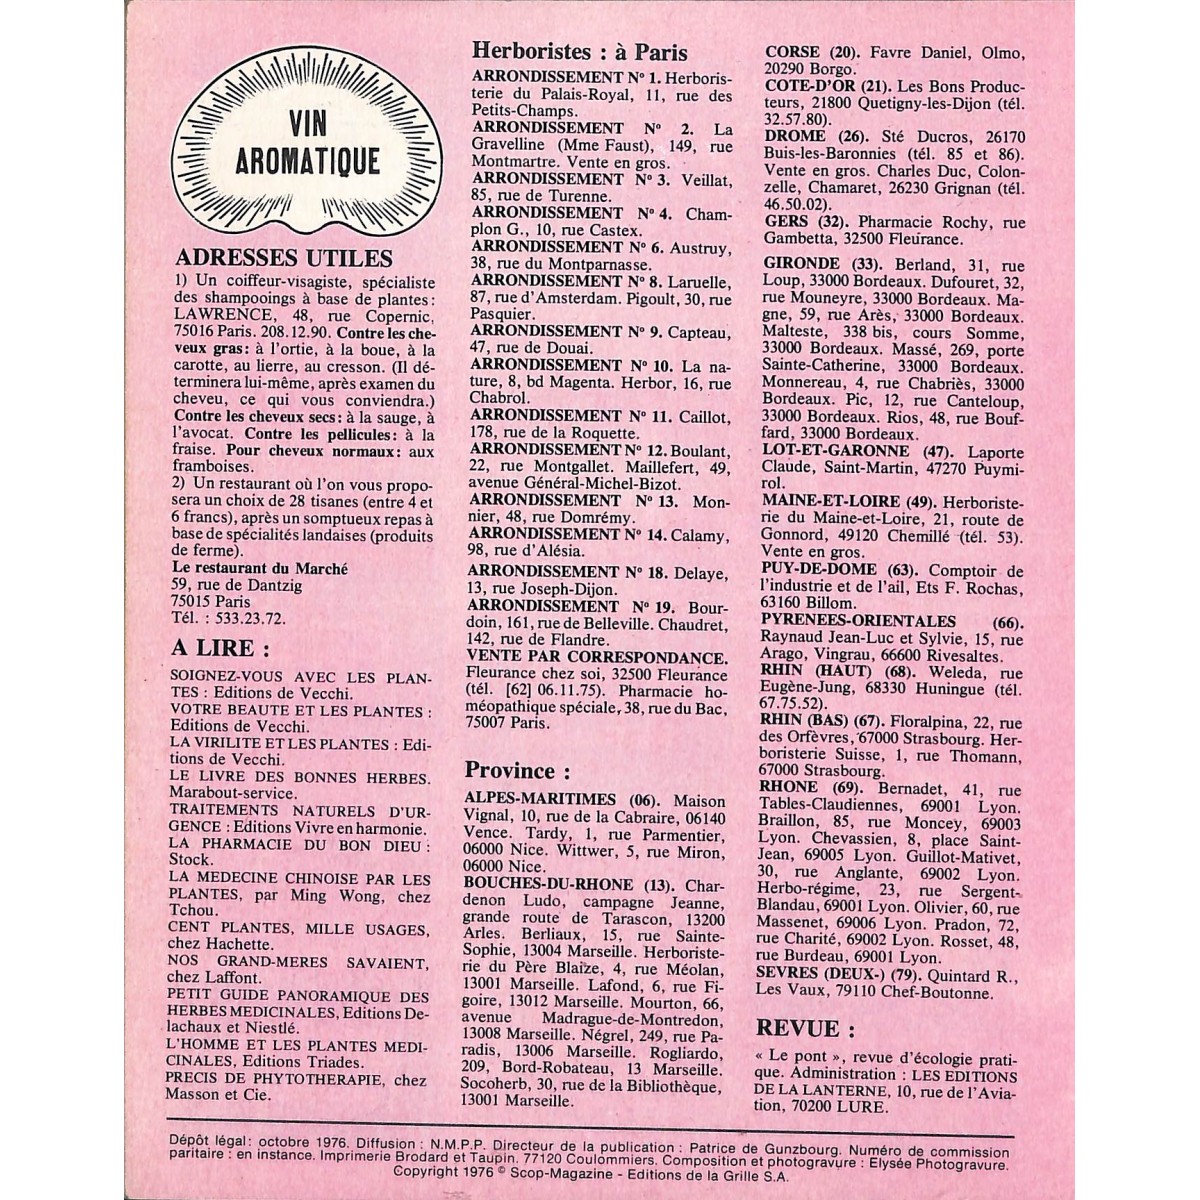 VIN
AROMATIQUE
ADRESSES UTILES
1) Un coiffeur-visagiste, spécialiste
des shampooings à base de plantes :
LAWRENCE, 48, rue Copernic,
75016 Paris. 208.12.90. Contre les che-
veux gras : à l'ortie, à la boue, à la
carotte, au lierre, au cresson. (Il dé-
terminera lui-même, après examen du
cheveu, ce qui vous conviendra.)
Contre les cheveux secs : à la sauge, à
l'avocat. Contre les pellicules : à la
fraise. Pour cheveux normaux : aux
framboises.
2) Un restaurant où l'on vous propo-
sera un choix de 28 tisanes (entre 4 et
6 francs), après un somptueux repas à
base de spécialités landaises (produits
de ferme).
Le restaurant du Marché
59, rue de Dantzig
75015 Paris
Tél. : 533.23.72.
A LIRE :
SOIGNEZ-VOUS AVEC LES PLAN-
TES : Editions de Vecchi.
VOTRE BEAUTE ET LES PLANTES :
Editions de Vecchi.
LA VIRILITE ET LES PLANTES : Edi-
tions de Vecchi.
LE LIVRE DES BONNES HERBES.
Marabout-service.
TRAITEMENTS NATURELS D'UR-
GENCE : Editions Vivre en harmonie.
LA PHARMACIE DU BON DIEU :
Stock.
LA MEDECINE CHINOISE PAR LES
PLANTES, par Ming Wong, chez
Tchou.
CENT PLANTES, MILLE USAGES,
chez Hachette.
NOS GRAND-MERES SAVAIENT,
chez Laffont.
PETIT GUIDE PANORAMIQUE DES
HERBES MEDICINALES, Editions De-
lachaux et Niestlé.
L'HOMME ET LES PLANTES MEDI-
CINALES, Editions Triades.
PRECIS DE PHYTOTHERAPIE, chez
Masson et Cie.
Herboristes : à Paris
ARRONDISSEMENT N° 1. Herboris-
terie du Palais-Royal, 11, rue des
Petits-Champs.
ARRONDISSEMENT N° 2. La
Gravelline (Mme Faust), 149, rue
Montmartre. Vente en gros.
ARRONDISSEMENT N° 3. Veillat,
85, rue de Turenne.
ARRONDISSEMENT N° 4. Cham-
plon G., 10, rue Castex.
ARRONDISSEMENT N° 6. Austruy,
38, rue du Montparnasse.
ARRONDISSEMENT N° 8. Laruelle,
87, rue d'Amsterdam. Pigoult, 30, rue
Pasquier.
ARRONDISSEMENT N° 9. Capteau,
47, rue de Douai.
ARRONDISSEMENT N° 10. La na-
ture, 8, bd Magenta. Herbor, 16, rue
Chabrol.
ARRONDISSEMENT N° 11. Caillot,
178, rue de la Roquette.
ARRONDISSEMENT N° 12. Boulant,
22, rue Montgallet. Maillefert, 49,
avenue Général-Michel-Bizot.
ARRONDISSEMENT N° 13. Mon-
nier, 48, rue Domrémy.
ARRONDISSEMENT N° 14. Calamy,
98, rue d'Alésia.
ARRONDISSEMENT N° 18. Delaye,
13, rue Joseph-Dijon.
ARRONDISSEMENT N° 19. Bour-
doin, 161, rue de Belleville. Chaudret,
142, rue de Flandre.
VENTE PAR CORRESPONDANCE.
Fleurance chez soi, 32500 Fleurance
(tél. [62] 06.11.75). Pharmacie ho-
méopathique spéciale, 38, rue du Bac,
75007 Paris.
Province :
ALPES-MARITIMES (06). Maison
Vignal, 10, rue de la Cabraire, 06140
Vence. Tardy, 1, rue Parmentier,
06000 Nice. Wittwer, 5, rue Miron,
06000 Nice.
BOUCHES-DU-RHONE (13). Char-
denon Ludo, campagne Jeanne,
grande route de Tarascon, 13200
Arles. Berliaux, 15, rue Sainte-
Sophie, 13004 Marseille. Herboriste-
rie du Père Blaize, 4, rue Méolan,
13001 Marseille. Lafond, 6, rue Fi-
goire, 13012 Marseille. Mourton, 66,
avenue Madrague-de-Montredon,
13008 Marseille. Négrel, 249, rue Pa-
radis, 13006 Marseille. Rogliardo,
209, Bord-Robateau, 13 Marseille.
Socoherb, 30, rue de la Bibliothèque,
13001 Marseille.
CORSE (20). Favre Daniel, Olmo,
20290 Borgo.
COTE-D'OR (21). Les Bons Produc-
teurs, 21800 Quetigny-les-Dijon (tél.
32.57.80).
DROME (26). Sté Ducros, 26170
Buis-les-Baronnies (tél. 85 et 86).
Vente en gros. Charles Duc, Colon-
zelle, Chamaret, 26230 Grignan (tél.
46.50.02).
GERS (32). Pharmacie Rochy, rue
Gambetta, 32500 Fleurance.
GIRONDE (33). Berland, 31, rue
Loup, 33000 Bordeaux. Dufouret, 32,
rue Mouneyre, 33000 Bordeaux. Ma-
gne, 59, rue Arès, 33000 Bordeaux.
Malteste, 338 bis, cours Somme,
33000 Bordeaux. Massé, 269, porte
Sainte-Catherine, 33000 Bordeaux.
Monnereau, 4, rue Chabriès, 33000
Bordeaux. Pic, 12, rue Canteloup,
33000 Bordeaux. Rios, 48, rue Bouf-
fard, 33000 Bordeaux.
LOT-ET-GARONNE (47). Laporte
Claude, Saint-Martin, 47270 Puymi-
rol.
MAINE-ET-LOIRE (49). Herboriste-
rie du Maine-et-Loire, 21, route de
Gonnord, 49120 Chemillé (tél. 53).
Vente en gros.
PUY-DE-DOME (63). Comptoir de
l'industrie et de l'ail, Ets F. Rochas,
63160 Billom.
PYRENEES-ORIENTALES (66).
Raynaud Jean-Luc et Sylvie, 15, rue
Arago, Vingrau, 66600 Rivesaltes.
RHIN (HAUT) (68). Weleda, rue
Eugène-Jung, 68330 Huningue (tél.
67.75.52).
RHIN (BAS) (67). Floralpina, 22, rue
des Orfèvres, 67000 Strasbourg. Her-
boristerie Suisse, 1, rue Thomann,
67000 Strasbourg.
RHONE (69). Bernadet, 41, rue
Tables-Claudiennes, 69001 Lyon.
Braillon, 85, rue Moncey, 69003
Lyon. Chevassien, 8, place Saint-
Jean, 69005 Lyon. Guillot-Mativet,
30, rue Anglante, 69002 Lyon.
Herbo-régime, 23, rue Sergent-
Blandau, 69001 Lyon. Olivier, 60, rue
Massenet, 69006 Lyon. Pradon, 72,
rue Charité, 69002 Lyon. Rosset, 48,
rue Burdeau, 69001 Lyon.
SEVRES (DEUX-) (79). Quintard R.,
Les Vaux, 79110 Chef-Boutonne.
REVUE :
« Le pont », revue d'écologie prati-
que. Administration : LES EDITIONS
DE LA LANTERNE, 10, rue de l'Avia-
tion, 70200 LURE.
Dépôt légal : octobre 1976. Diffusion : N.M.P.P. Directeur de la publication : Patrice de Gunzbourg. Numéro de commission
paritaire : en instance. Imprimerie Brodard et Taupin. 77120 Coulommiers. Composition et photogravure : Elysée Photogravure.
Copyright 1976 © Scop-Magazine - Editions de la Grille S.A.